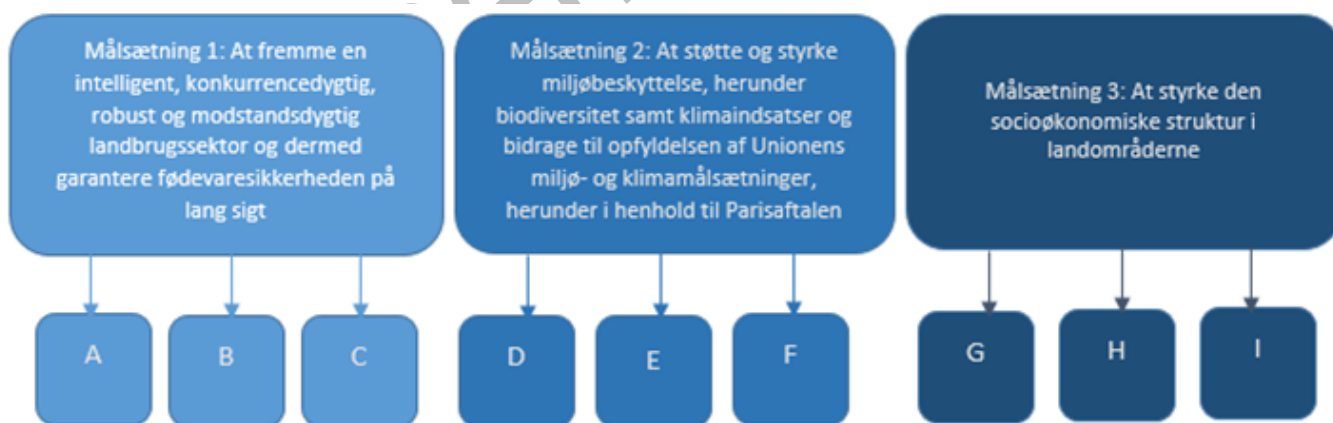 Målsætning 1: At fremme en
intelligent, konkurrencedygtig,
robust og modstandsdygtig
landbrugssektor og dermed
garantere fødevaresikkerheden på
lang sigt
Målsætning 2: At støtte og styrke
miljøbeskyttelse, herunder
biodiversitet samt klimaindsatser og
bidrage til opfyldelsen af Unionens
miljø- og klimamålsætninger,
herunder i henhold til Parisaftalen
Målsætning 3: At styrke den
socioøkonomiske struktur i
landområderne
A
B
C
D
E
F
G
H
I